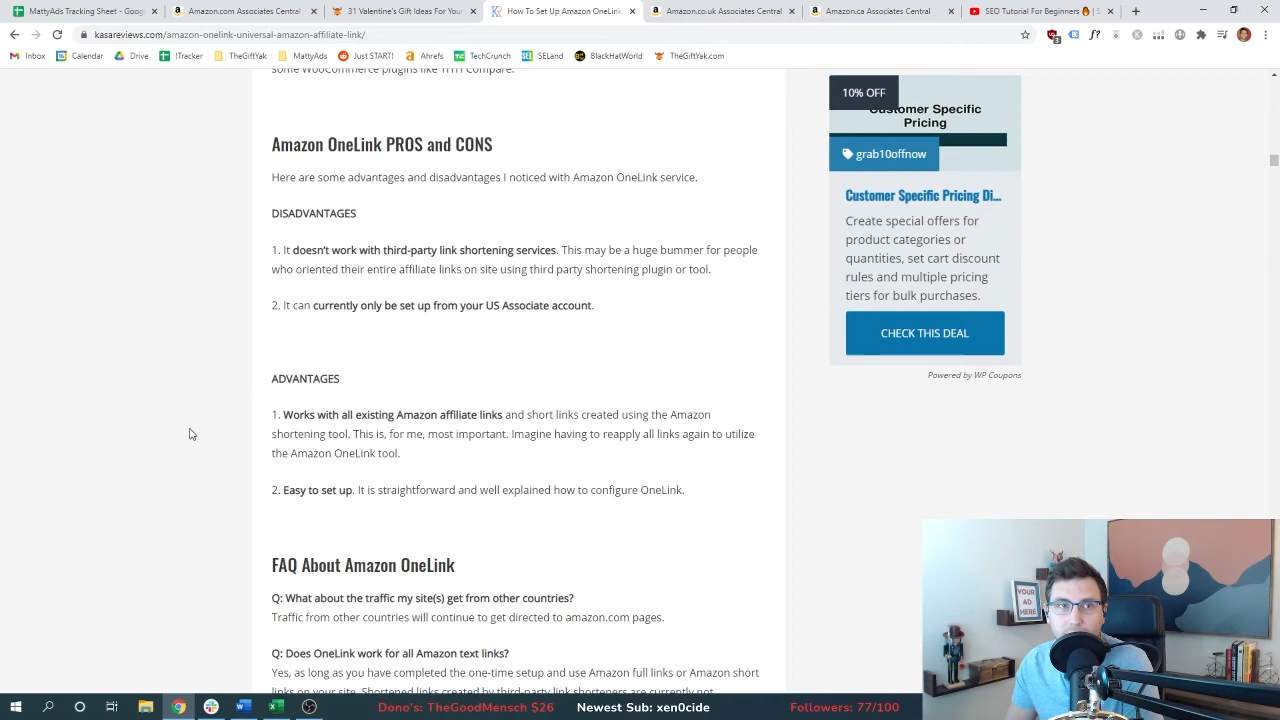 MattyAds Tracking Sheet - Goog
Amazon.com Associates Central
31 Valentine's Gift Ideas For Your
How To Set Up Amazon OneLink
Amazon.co.uk Associates Central
Amazon.ca Associates Central
SEO Tutorial For Beginners
kasareviews.com/amazon-onelink-universal-amazon-affiliate-link/
Inbox
Calendar
Drive
!Tracker
TheGiftYak
MattyAds
Just START!
Ahrefs
TechCrunch
SELand
BlackHatWorld
TheGiftYak.com
some WooCommerce plugins like YITH Compare.
Amazon OneLink PROS and CONS
Here are some advantages and disadvantages I noticed with Amazon OneLink service.
DISADVANTAGES
1. It doesn't work with third-party link shortening services. This may be a huge bummer for people
who oriented their entire affiliate links on site using third party shortening plugin or tool.
2. It can currently only be set up from your US Associate account.
ADVANTAGES
1. Works with all existing Amazon affiliate links and short links created using the Amazon
shortening tool. This is, for me, most important. Imagine having to reapply all links again to utilize
the Amazon OneLink tool.
2. Easy to set up. It is straightforward and well explained how to configure OneLink.
FAQ About Amazon OneLink
Q: What about the traffic my site(s) get from other countries?
Traffic from other countries will continue to get directed to amazon.com pages.
Q: Does OneLink work for all Amazon text links?
Yes, as long as you have completed the one-time setup and use Amazon full links or Amazon short
links on your site. Shortened links created by third-party link shorteners are currently not
10% OFF
Customer Specific
Pricing
grab10offnow
Customer Specific Pricing Di...
Create special offers for
product categories or
quantities, set cart discount
rules and multiple pricing
tiers for bulk purchases.
CHECK THIS DEAL
Powered by WP Coupons
YOUR
AD
HERE
Dono's: TheGoodMensch $26
Newest Sub: xen0cide
Followers: 77/100